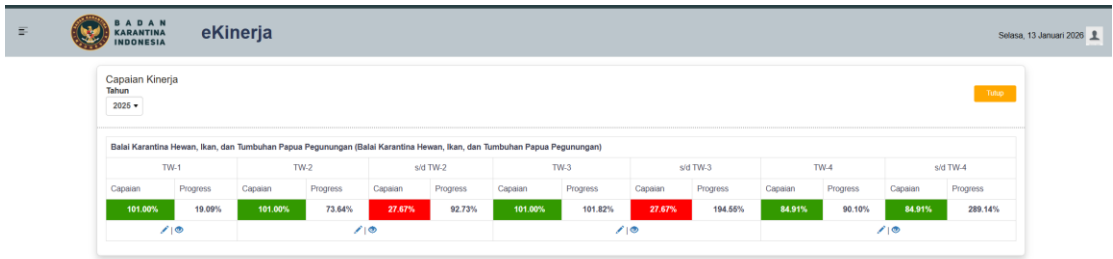 BADAN
KARANTINA
INDONESIA
eKinerja
Selasa, 13 Januari 2026
Capaian Kinerja
Tahun
2025
Tutup
Balai Karantina Hewan, Ikan, dan Tumbuhan Papua Pegunungan (Balai Karantina Hewan, Ikan, dan Tumbuhan Papua Pegunungan)
TW-1 TW-2 s/d TW-2 TW-3 s/d TW-3 TW-4 s/d TW-4
Capaian Progress Capaian Progress Capaian Progress Capaian Progress Capaian Progress Capaian Progress Capaian Progress
101.00% 19.09% 101.00% 73.64% 27.67% 92.73% 101.00% 101.82% 27.67% 194.55% 84.91% 90.10% 84.91% 289.14%
| | | |